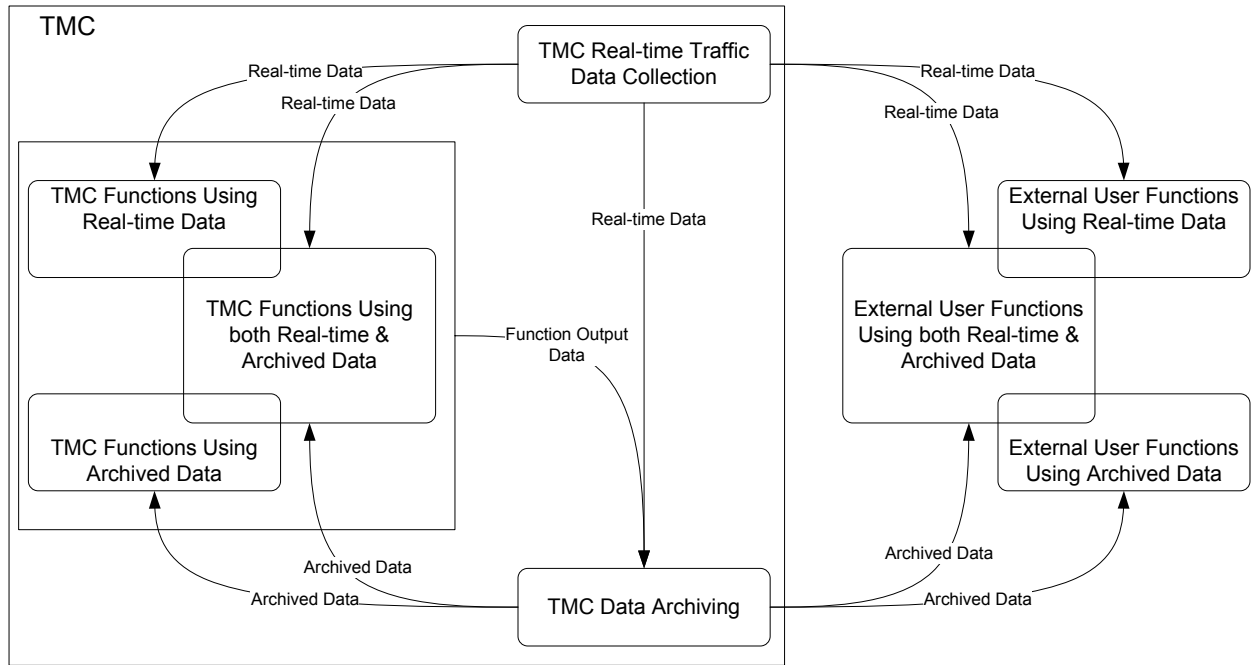 TMC
TMC Real-time Traffic
Data Collection
Real-time Data
Real-time Data
Real-time Data
Real-time Data
TMC Functions Using
Real-time Data
External User Functions
Using Real-time Data
Real-time Data
TMC Functions Using
both Real-time &
Archived Data
Function Output
Data
External User Functions
Using both Real-time &
Archived Data
TMC Functions Using
Archived Data
External User Functions
Using Archived Data
Archived Data
Archived Data
Archived Data
Archived Data
TMC Data Archiving